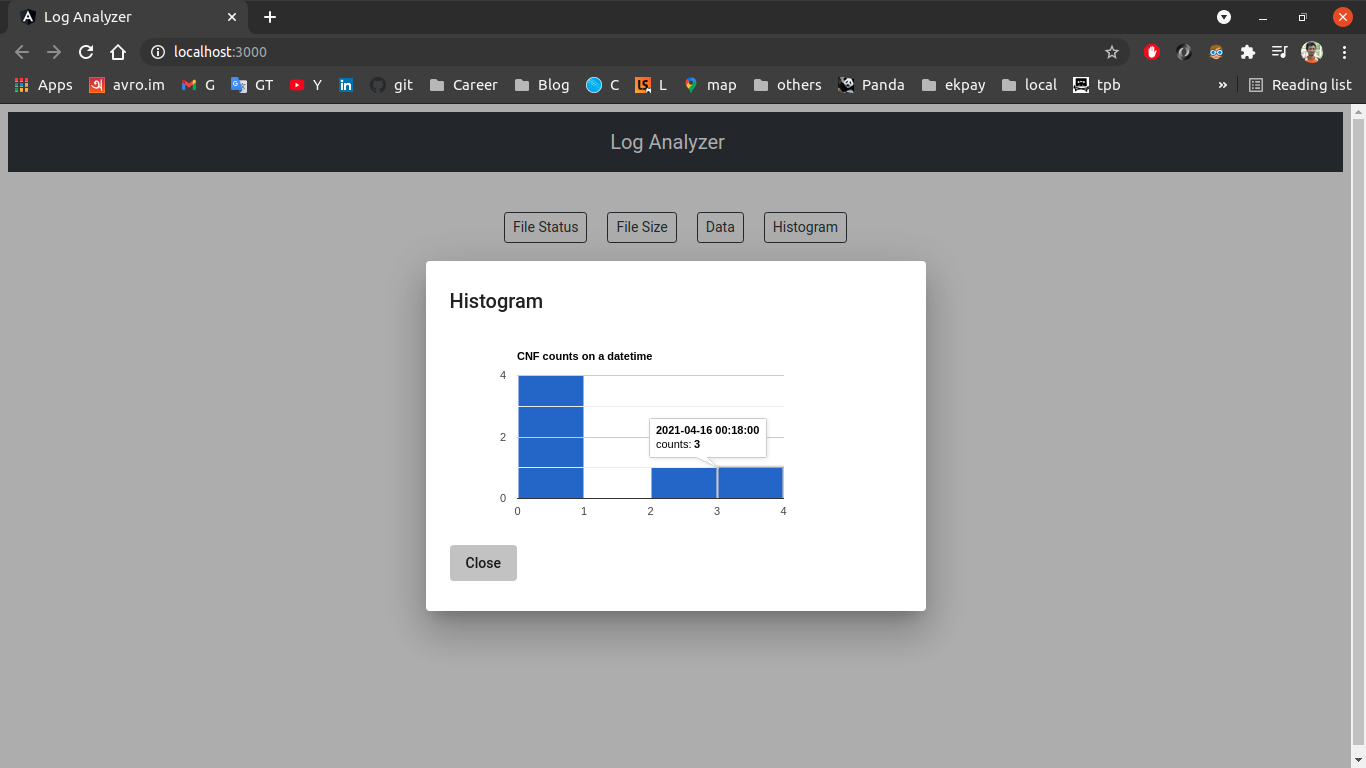 Log Analyzer
localhost:3000
Apps avro.im G GT Y git Career Blog C L map others Panda ekpay local tpb » Reading list
Log Analyzer
File Status File Size Data Histogram
Histogram
CNF counts on a datetime
4
2021-04-16 00:18:00
2
counts: 3
0
0 1 2 3 4
Close